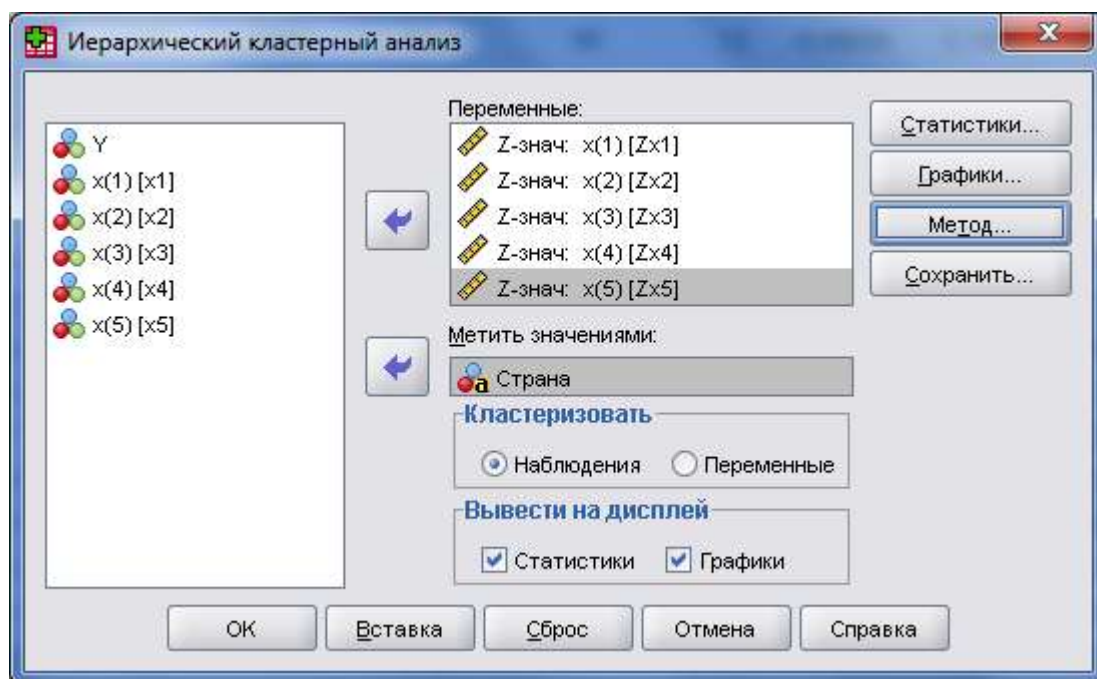 Иерархический кластерный анализ
Y
x(1) [x1]
x(2) [x2]
x(3) [x3]
x(4) [x4]
x(5) [x5]
Переменные:
Z-знач: x(1) [Zx1]
Z-знач: x(2) [Zx2]
Z-знач: x(3) [Zx3]
Z-знач: x(4) [Zx4]
Z-знач: x(5) [Zx5]
Метить значениями:
a Страна
Кластеризовать
Наблюдения Переменные
Вывести на дисплей
Статистики Графики
Статистики...
Графики...
Метод...
Сохранить...
OK Вставка Сброс Отмена Справка